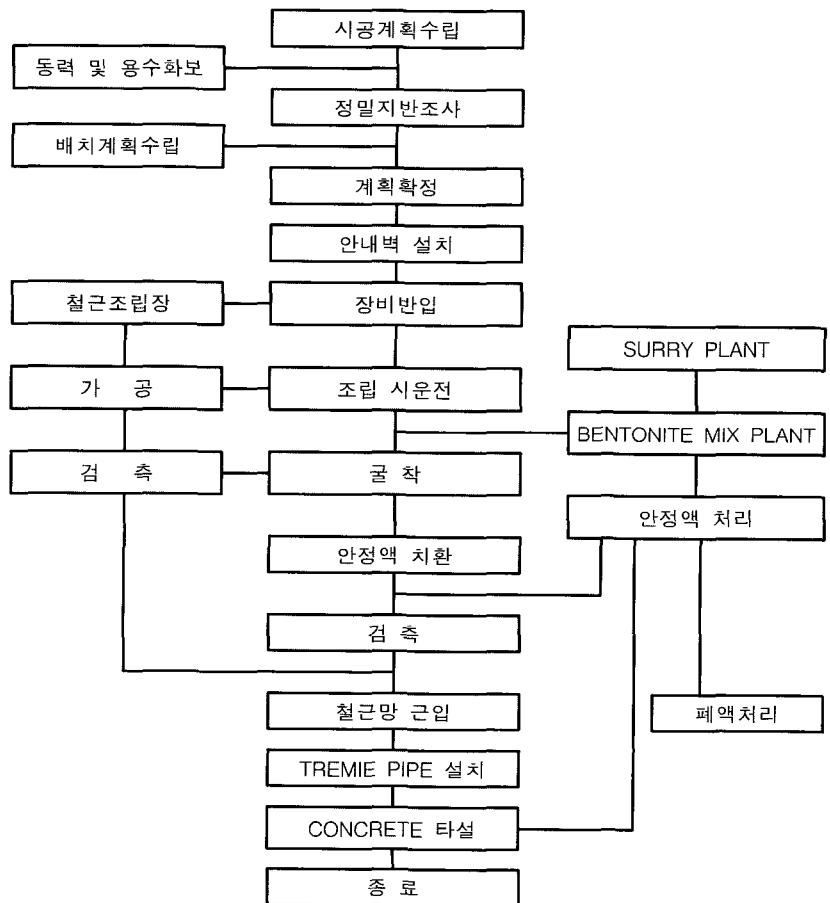 시공계획수립
동력 및 용수화보
정밀지반조사
배치계획수립
계획확정
안내벽 설치
철근조립장
장비반입
SURRY PLANT
가 공
조립 시운전
BENTONITE MIX PLANT
검 측
굴 착
안정액 처리
안정액 치환
검 측
철근망 근입
폐액처리
TREMIE PIPE 설치
CONCRETE 타설
종 료